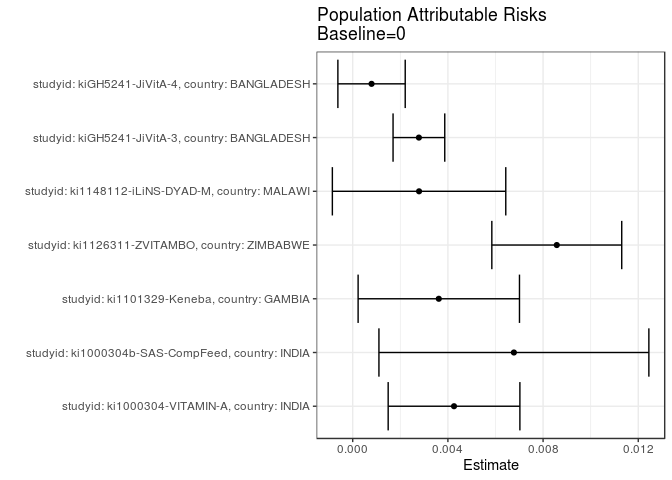 Population Attributable Risks
Baseline=0
studyid: kiGH5241-JiVitA-4, country: BANGLADESH
studyid: kiGH5241-JiVitA-3, country: BANGLADESH
studyid: ki1148112-iLiNS-DYAD-M, country: MALAWI
studyid: ki1126311-ZVITAMBO, country: ZIMBABWE
studyid: ki1101329-Keneba, country: GAMBIA
studyid: ki1000304b-SAS-CompFeed, country: INDIA
studyid: ki1000304-VITAMIN-A, country: INDIA
0.000 0.004 0.008 0.012
Estimate